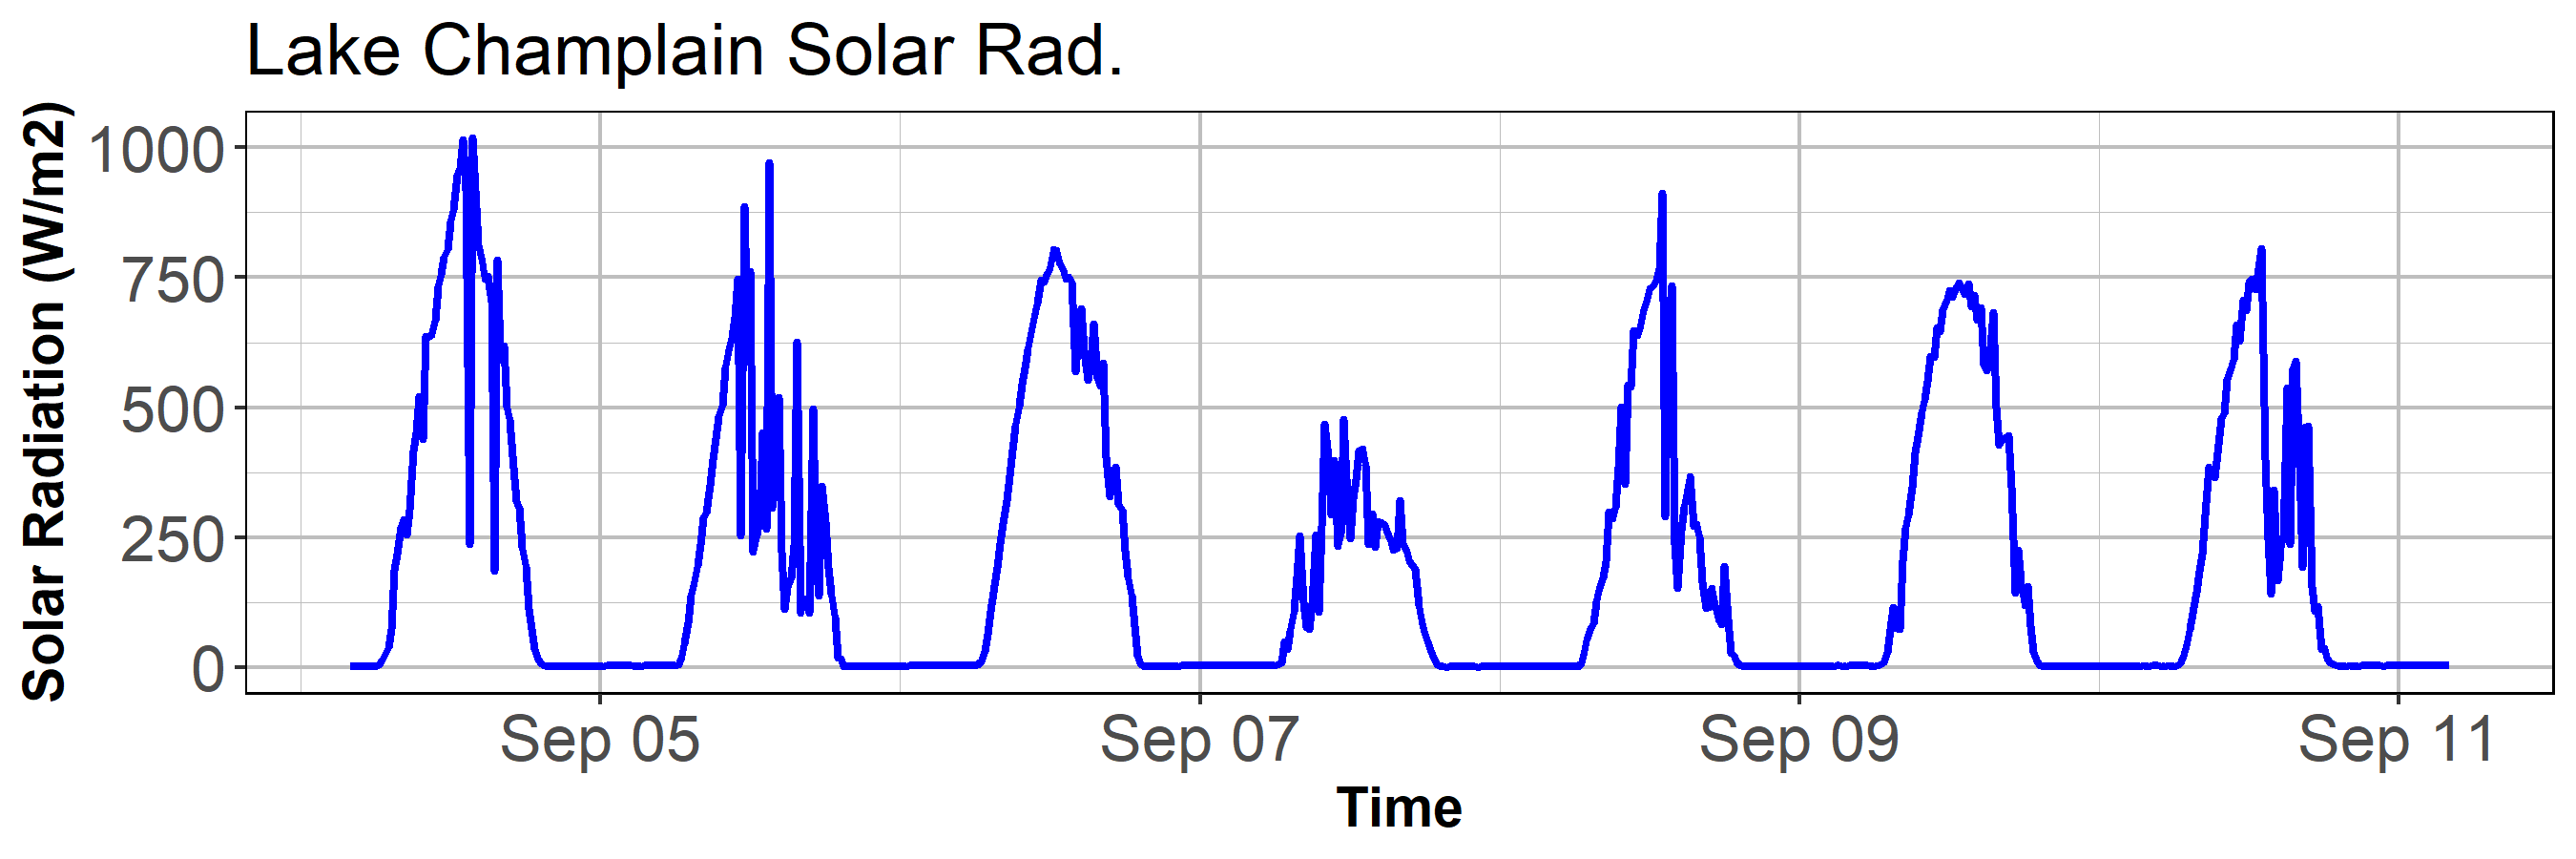 Lake Champlain Solar Rad.
Solar Radiation (W/m2)
1000
750
500
250
0
Sep 05 Sep 07 Sep 09 Sep 11
Time